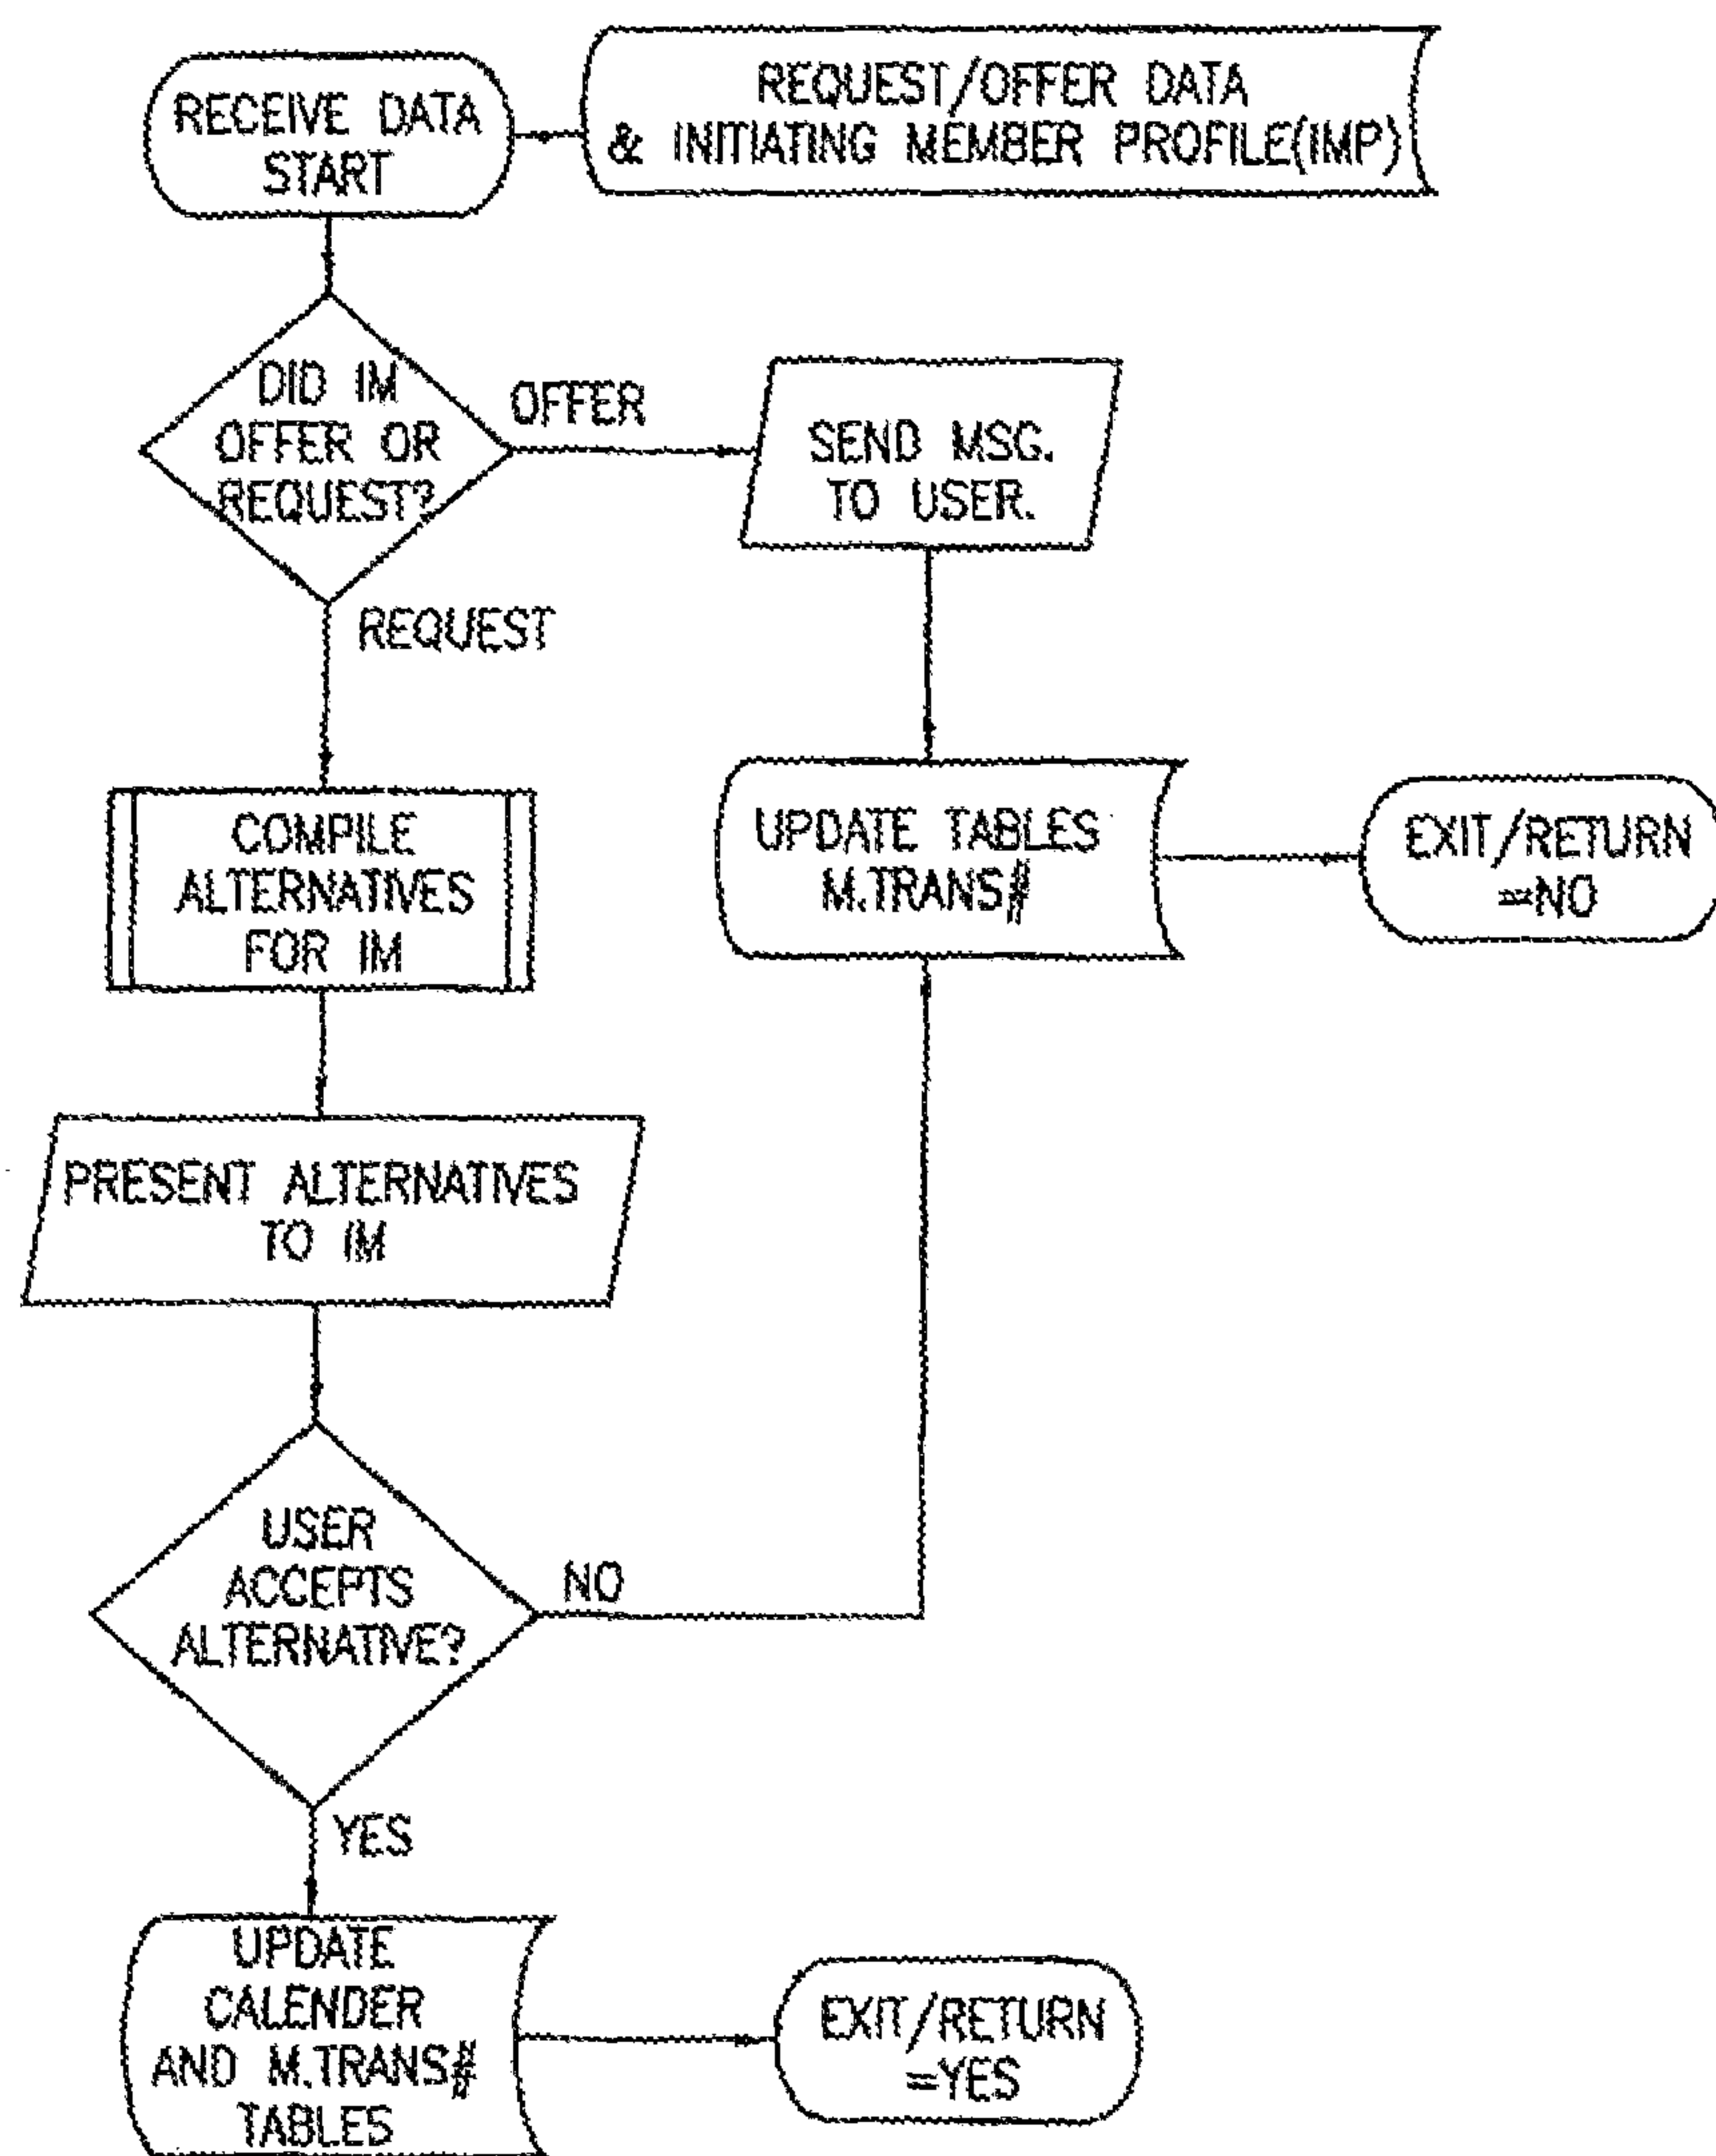 RECEIVE DATA
START
REQUEST/OFFER DATA
& INITIATING MEMBER PROFILE(IMP)
DID IM
OFFER OR
REQUEST?
OFFER
SEND MSG.
TO USER.
REQUEST
COMPILE
ALTERNATIVES
FOR IM
UPDATE TABLES
M.TRANS#
EXIT/RETURN
=NO
PRESENT ALTERNATIVES
TO IM
USER
ACCEPTS
ALTERNATIVE?
NO
YES
UPDATE
CALENDER
AND M.TRANS#
TABLES
EXIT/RETURN
=YES